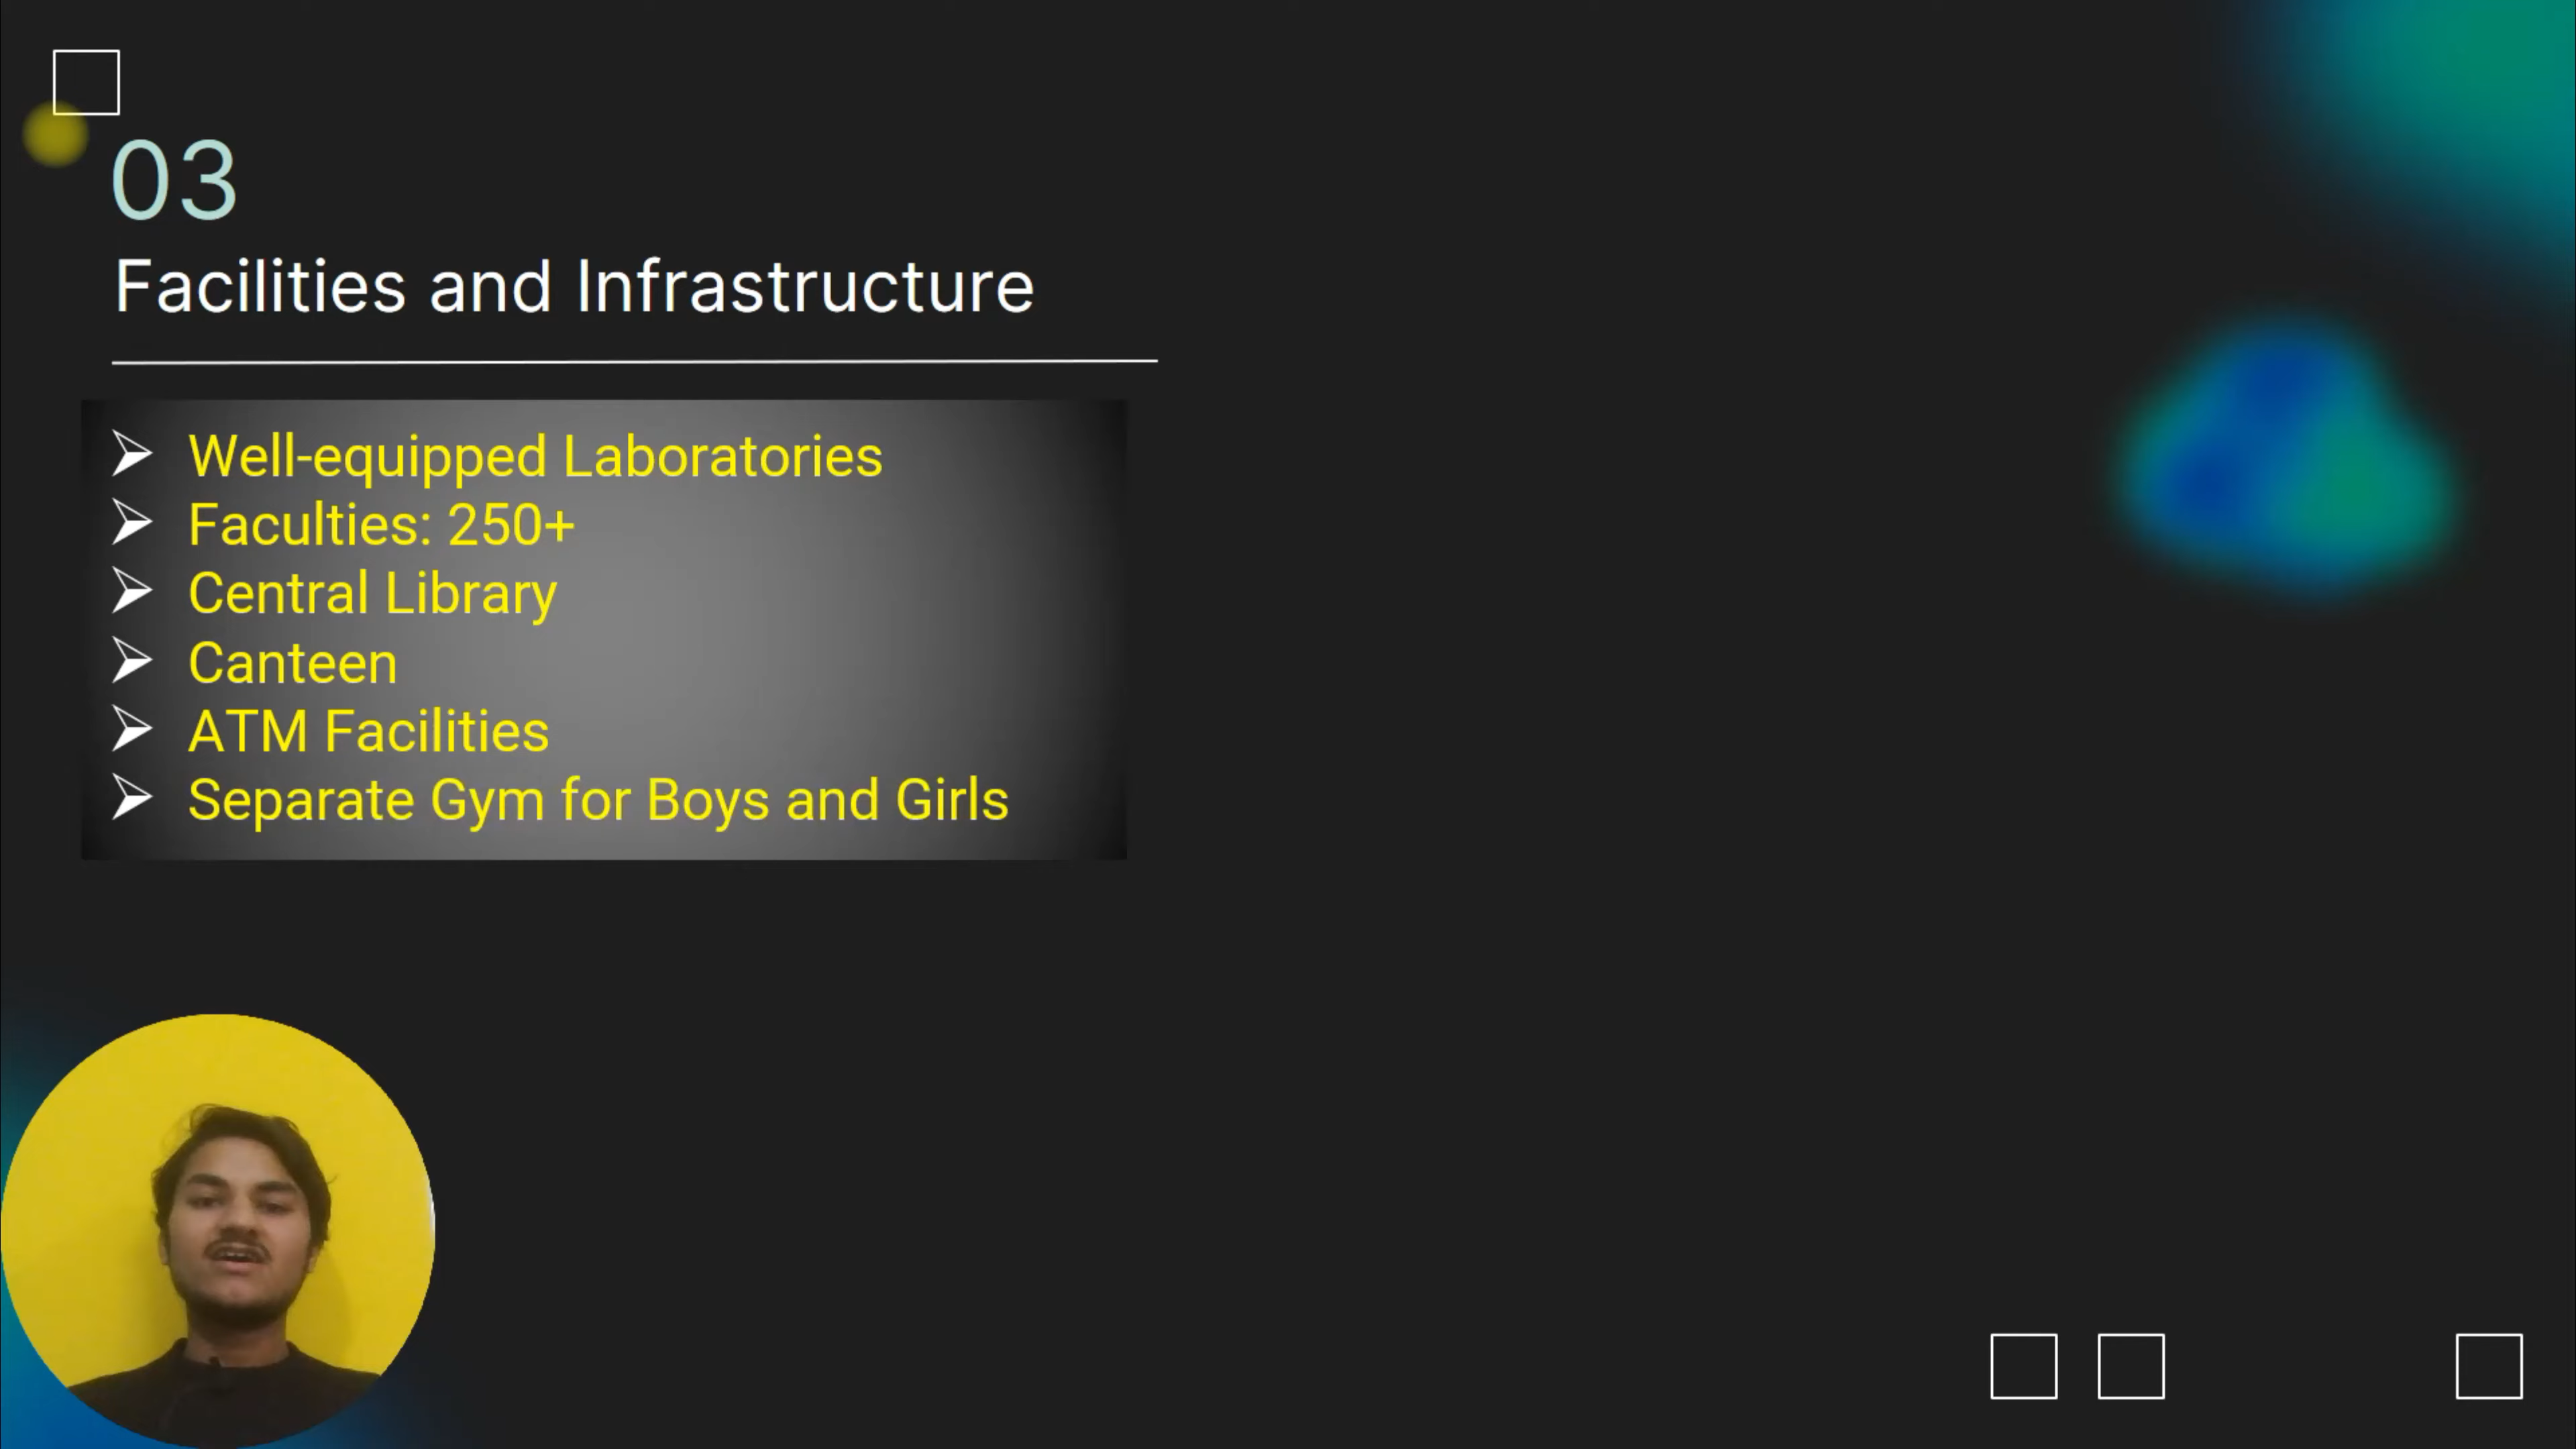 03
Facilities and Infrastructure
Well-equipped Laboratories
Faculties: 250+
Central Library
Canteen
ATM Facilities
Separate Gym for Boys and Girls